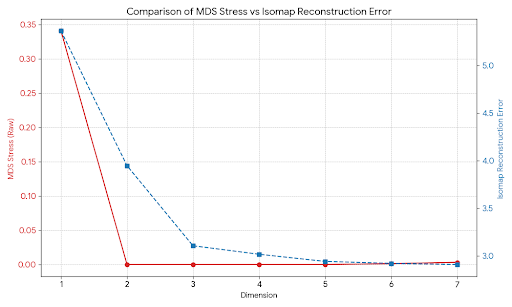 Comparison of MDS Stress vs Isomap Reconstruction Error
0.35
0.30
0.25
0.20
0.15
0.10
0.05
0.00
MDS Stress (Raw)
5.0
4.5
4.0
3.5
3.0
Isomap Reconstruction Error
1 2 3 4 5 6 7
Dimension